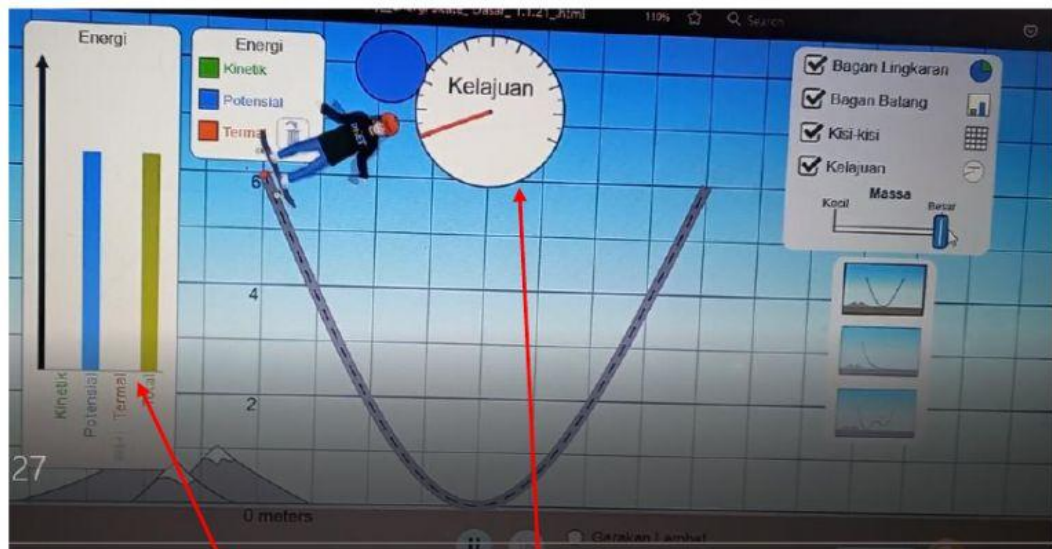 110%
Search
Energi
Kinetik
Potensial
Termal
Energi
Kinetik
Potensial
Kelajuan
Bagan Lingkaran
Bagan Batang
Kisi-kisi
Kelajuan
Massa
Kecil
Besar
6
4
2
0 meters
27
Gerakan Lambat